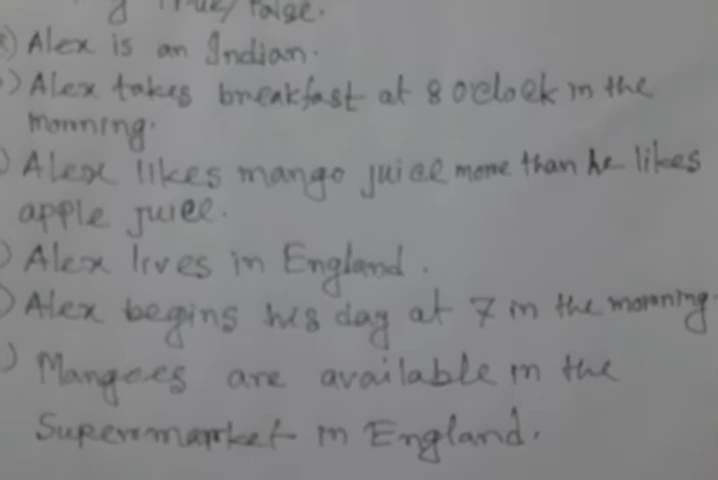 True/False.
Alex is an Indian.
Alex takes breakfast at 8 O'clock in the
morning.
Alex likes mango juice more than he likes
apple juice.
Alex lives in England.
Alex begins his day at 7 in the morning.
Mangoes are available in the
Supermarket in England.